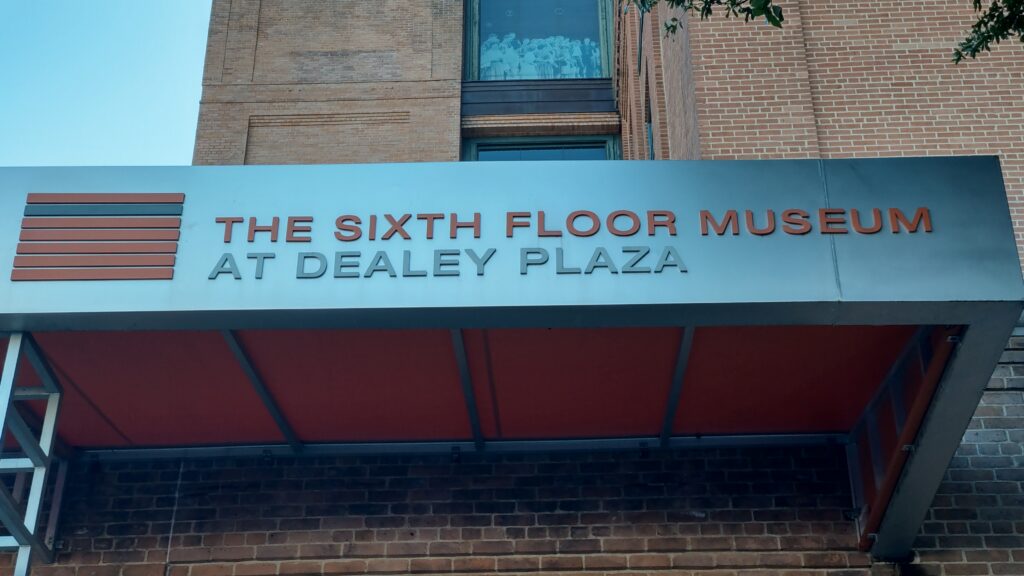 THE SIXTH FLOOR MUSEUM
AT DEALEY PLAZA